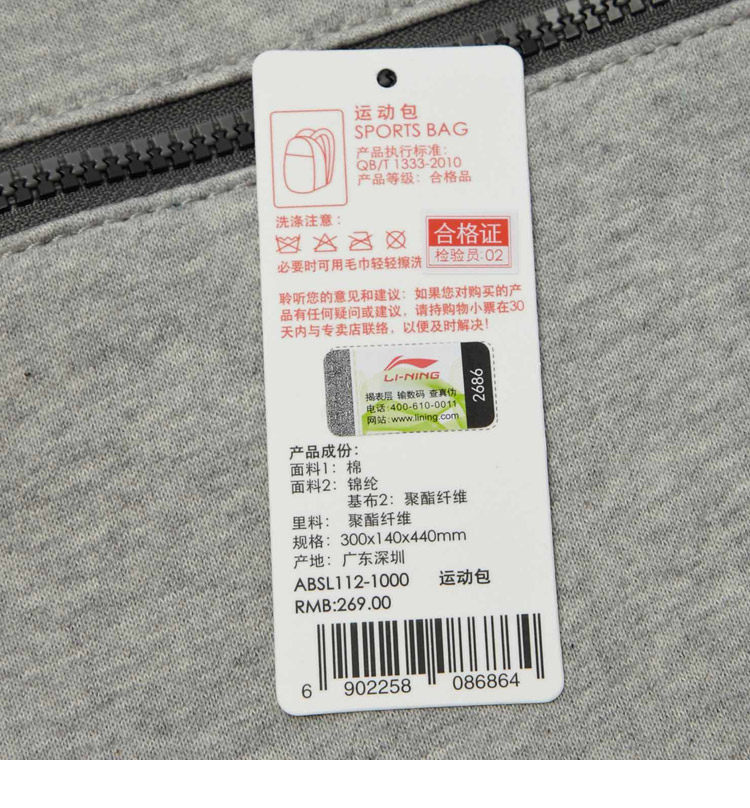 运动包
SPORTS BAG
产品执行标准:
QB/T 1333-2010
产品等级: 合格品
洗涤注意:
必要时可用毛巾轻轻擦洗
合格证
检验员:02
聆听您的意见和建议: 如果您对购买的产
品有任何疑问或建议, 请持购物小票在30
天内与专卖店联络, 以便及时解决!
LI-NING
揭表层 输数码 查真伪
电话:400-610-0011
网站:www.lining.com
2686
产品成份:
面料1: 棉
面料2: 锦纶
基布2: 聚酯纤维
里料: 聚酯纤维
规格: 300x140x440mm
产地: 广东深圳
ABSL112-1000 运动包
RMB:269.00
6 902258 086864